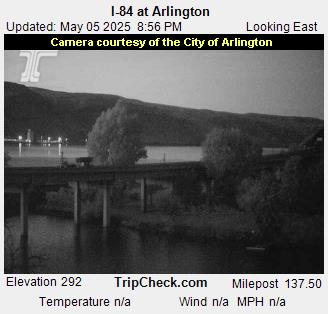 I-84 at Arlington
Updated: May 05 2025 8:56 PM Looking East
Camera courtesy of the City of Arlington
Elevation 292 TripCheck.com Milepost 137.50
Temperature n/a Wind n/a MPH n/a